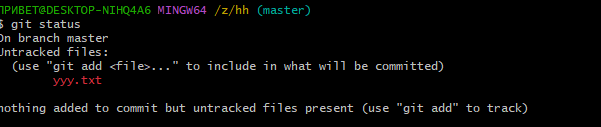 ПРИВЕТ@DESKTOP-NIHQ4A6 MINGW64 /z/hh (master)
$ git status
On branch master
Untracked files:
  (use "git add <file>..." to include in what will be committed)
        yyy.txt

nothing added to commit but untracked files present (use "git add" to track)